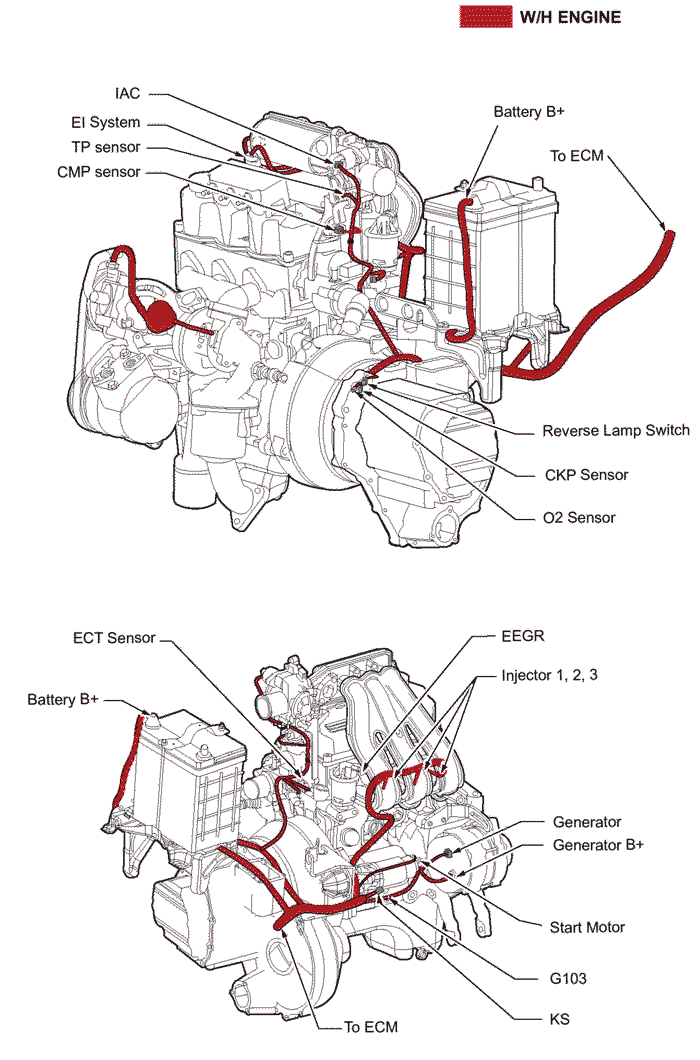 W/H ENGINE
IAC
EI System
TP sensor
CMP sensor
Battery B+
To ECM
Reverse Lamp Switch
CKP Sensor
O2 Sensor
ECT Sensor
EEGR
Injector 1, 2, 3
Battery B+
Generator
Generator B+
Start Motor
G103
KS
To ECM